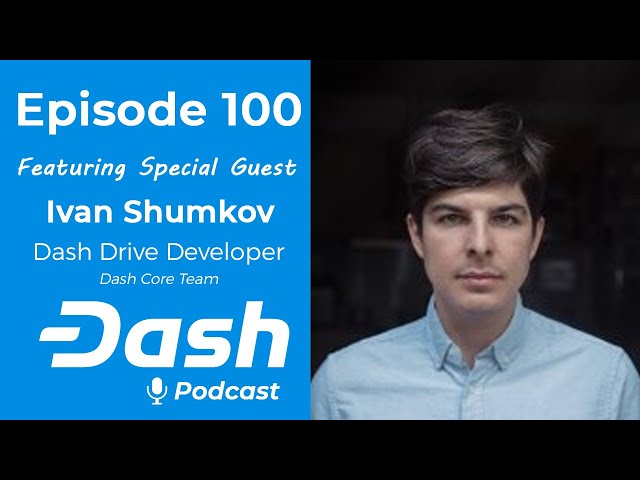 Episode 100
Featuring Special Guest
Ivan Shumkov
Dash Drive Developer
Dash Core Team
Dash
Podcast